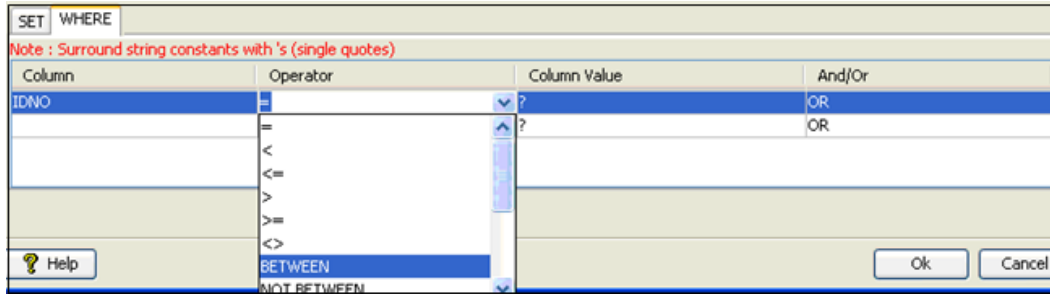 SET WHERE
Note : Surround string constants with 's (single quotes)
Column Operator Column Value And/Or
IDNO = ? OR
= ? OR
<
<=
>
>=
<>
BETWEEN
NOT BETWEEN
? Help Ok Cancel